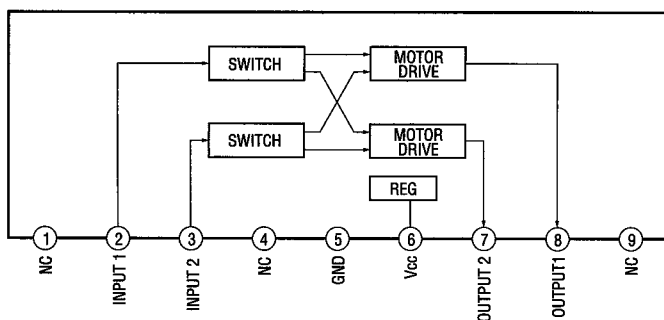 SWITCH
MOTOR
DRIVE
SWITCH
MOTOR
DRIVE
REG
1
2
3
4
5
6
7
8
9
NC
INPUT 1
INPUT 2
NC
GND
Vcc
OUTPUT 2
OUTPUT1
NC